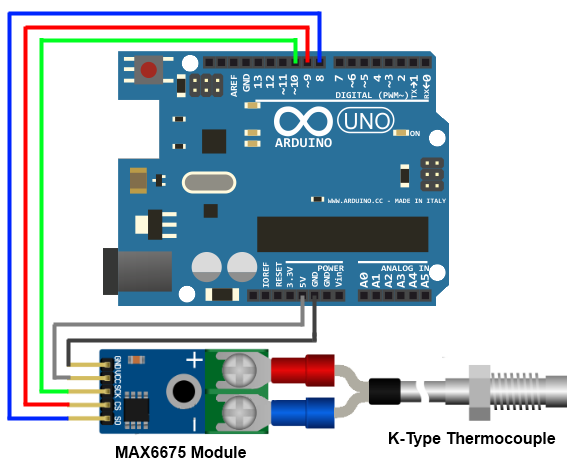 AREF
GND
13
12
~11
~10
~9
8
7
~6
~5
4
~3
2
TX→1
RX←0
DIGITAL (PWM~)
UNO
ARDUINO
ON
WWW.ARDUINO.CC - MADE IN ITALY
POWER
ANALOG IN
IOREF
RESET
3.3V
5V
GND
GND
Vin
A0
A1
A2
A3
A4
A5
GND
VCC
SCK
CS
SO
+
-
MAX6675 Module
K-Type Thermocouple